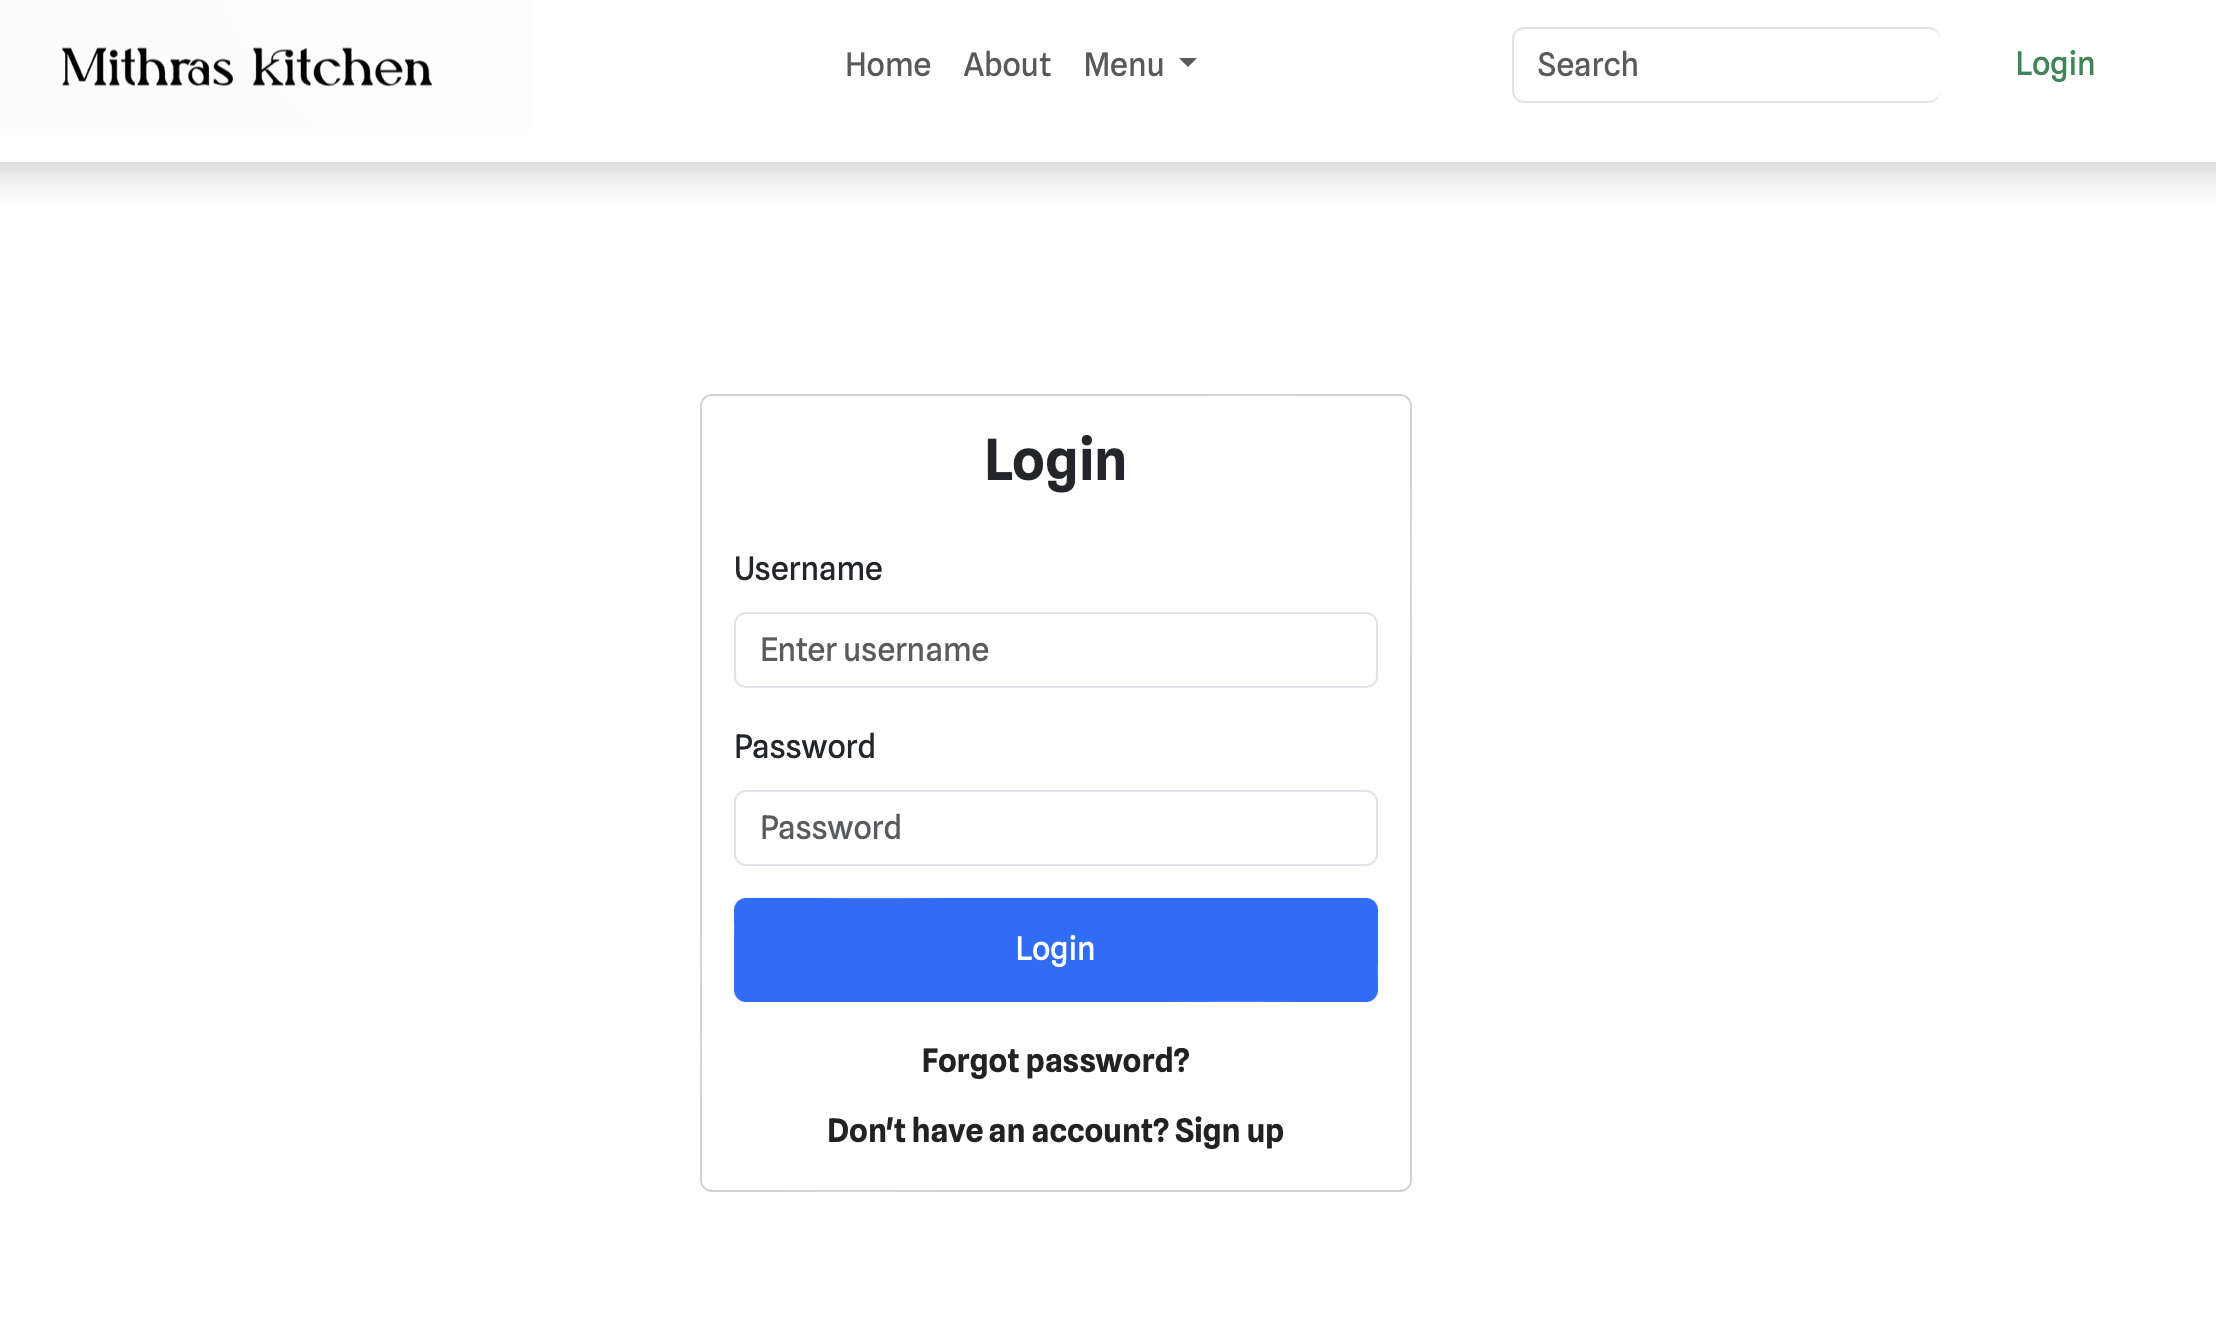 Mithras kitchen
Home About Menu
Search
Login
Login
Username
Enter username
Password
Password
Login
Forgot password?
Don't have an account? Sign up